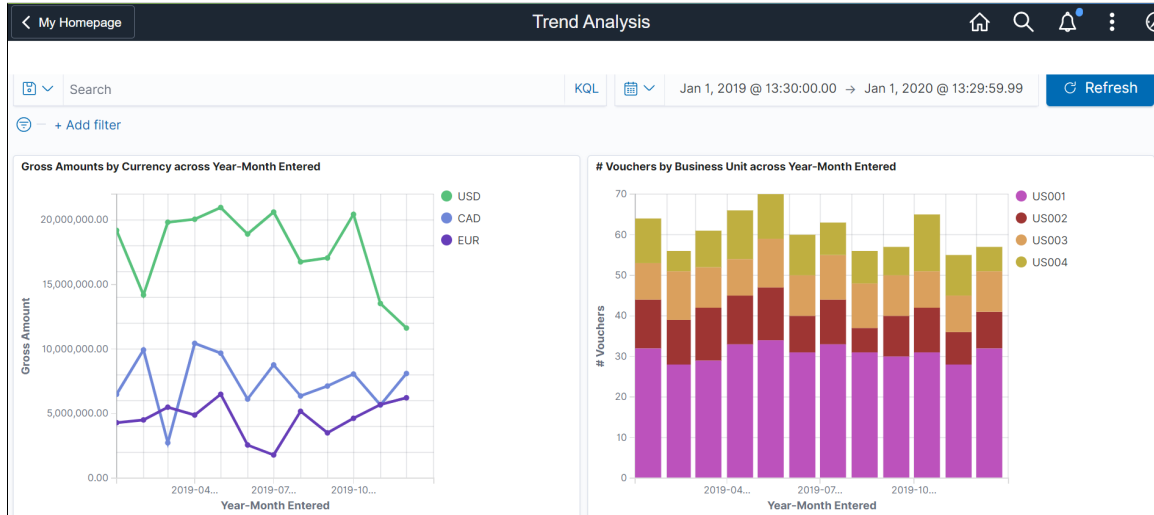 My Homepage
Trend Analysis
Search
KQL
Jan 1, 2019 @ 13:30:00.00 → Jan 1, 2020 @ 13:29:59.99
Refresh
+ Add filter
Gross Amounts by Currency across Year-Month Entered
20,000,000.00
15,000,000.00
10,000,000.00
5,000,000.00
0.00
Gross Amount
2019-04... 2019-07... 2019-10...
Year-Month Entered
USD
CAD
EUR
# Vouchers by Business Unit across Year-Month Entered
70
60
50
40
30
20
10
0
# Vouchers
2019-04... 2019-07... 2019-10...
Year-Month Entered
US001
US002
US003
US004